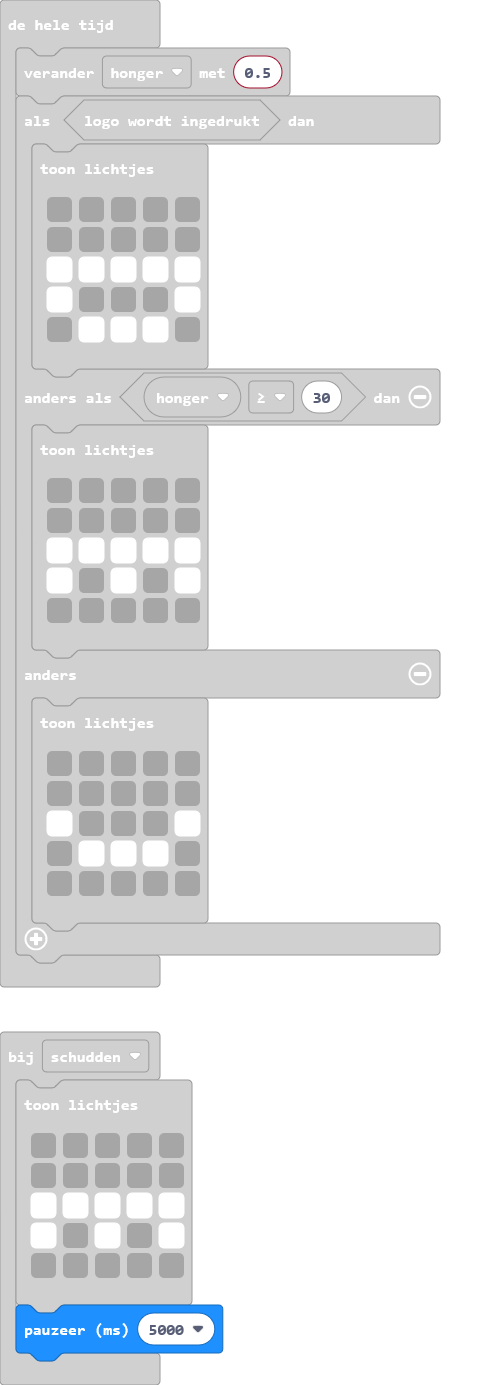 de hele tijd
verander honger met 0.5
als logo wordt ingedrukt dan
toon lichtjes
anders als honger ≥ 30 dan
toon lichtjes
anders
toon lichtjes
bij schudden
toon lichtjes
pauzeer (ms) 5000